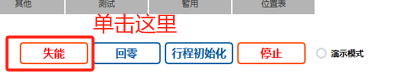 其他 测试 暂用 位置表
单击这里
失能 回零 行程初始化 停止 演示模式